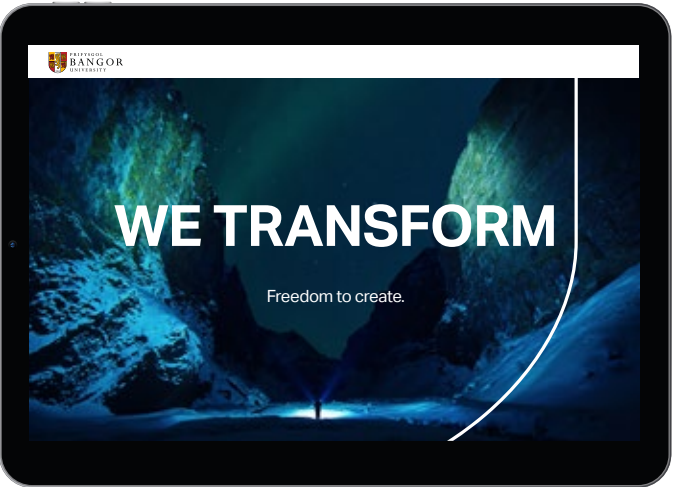 PRIFYSGOL
BANGOR
UNIVERSITY
WE TRANSFORM
Freedom to create.